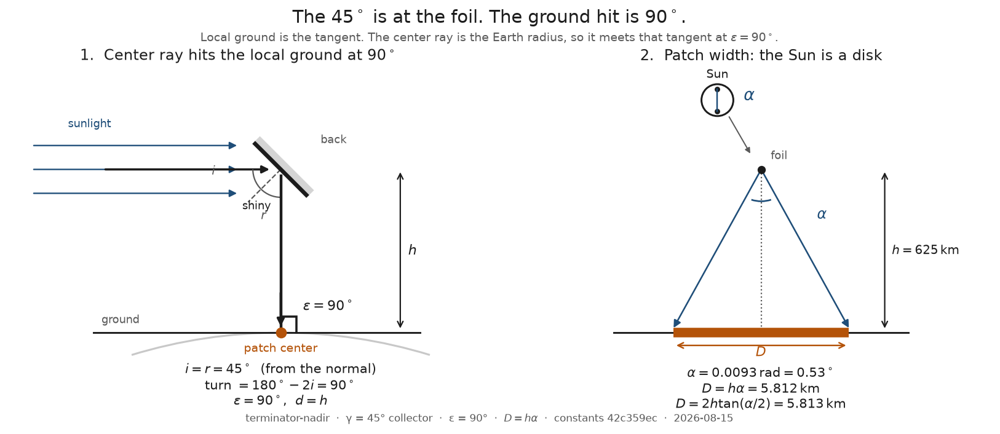 The 45° is at the foil. The ground hit is 90°.
Local ground is the tangent. The center ray is the Earth radius, so it meets that tangent at ε = 90°.
1. Center ray hits the local ground at 90°
sunlight
back
i
shiny
r
h
ε = 90°
ground
patch center
i = r = 45° (from the normal)
turn = 180° − 2i = 90°
ε = 90°, d = h
2. Patch width: the Sun is a disk
Sun
α
foil
α
h = 625 km
D
α = 0.0093 rad = 0.53°
D = hα = 5.812 km
D = 2htan(α/2) = 5.813 km
terminator-nadir · γ = 45° collector · ε = 90° · D = hα · constants 42c359ec · 2026-08-15